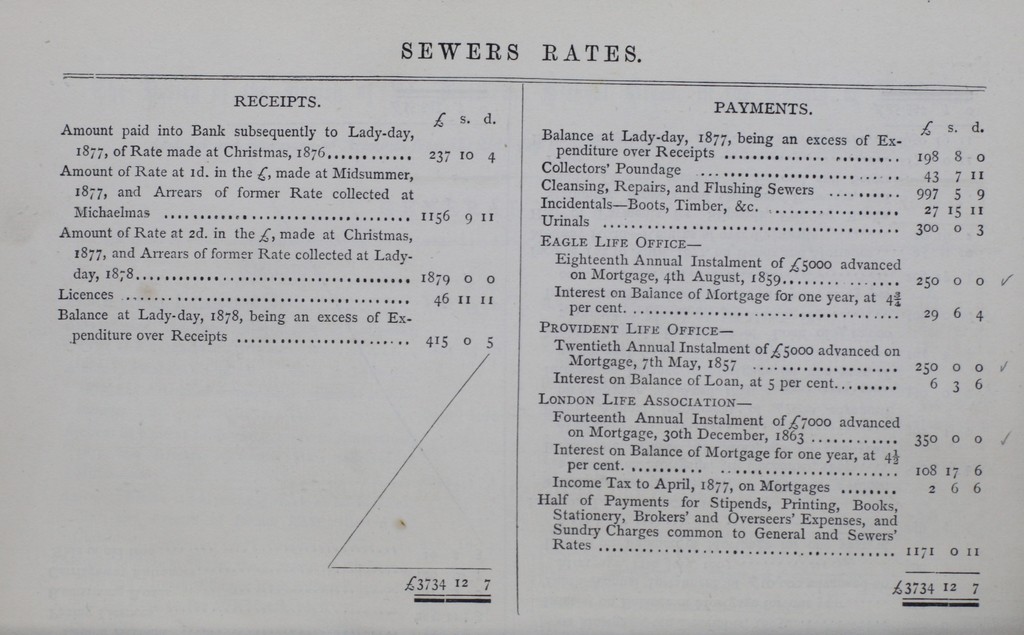 SEWERS RATES.
RECEIPTS.
£ s. d.
Amount paid into Bank subsequently to Lady-day,
1877, of Rate made at Christmas, 1876............ 237 10 4
Amount of Rate at 1d. in the £, made at Midsummer,
1877, and Arrears of former Rate collected at
Michaelmas .................................. 1156 9 11
Amount of Rate at 2d. in the £, made at Christmas,
1877, and Arrears of former Rate collected at Lady-
day, 1878...................................... 1879 0 0
Licences ........................................ 46 11 11
Balance at Lady-day, 1878, being an excess of Ex-
penditure over Receipts ........................ 415 0 5
£3734 12 7
PAYMENTS.
£ s. d.
Balance at Lady-day, 1877, being an excess of Ex-
penditure over Receipts ........................ 198 8 0
Collectors' Poundage ............................ 43 7 11
Cleansing, Repairs, and Flushing Sewers .......... 997 5 9
Incidentals—Boots, Timber, &c. .................. 27 15 11
Urinals ........................................ 300 0 3
EAGLE LIFE OFFICE—
Eighteenth Annual Instalment of £5000 advanced
on Mortgage, 4th August, 1859.................. 250 0 0 ✓
Interest on Balance of Mortgage for one year, at 4¾
per cent. .................................... 29 6 4
PROVIDENT LIFE OFFICE—
Twentieth Annual Instalment of £5000 advanced on
Mortgage, 7th May, 1857 ...................... 250 0 0 ✓
Interest on Balance of Loan, at 5 per cent......... 6 3 6
LONDON LIFE ASSOCIATION—
Fourteenth Annual Instalment of £7000 advanced
on Mortgage, 30th December, 1863 ............ 350 0 0 ✓
Interest on Balance of Mortgage for one year, at 4½
per cent. .................................... 108 17 6
Income Tax to April, 1877, on Mortgages ........ 2 6 6
Half of Payments for Stipends, Printing, Books,
Stationery, Brokers' and Overseers' Expenses, and
Sundry Charges common to General and Sewers'
Rates ........................................ 1171 0 11
£3734 12 7